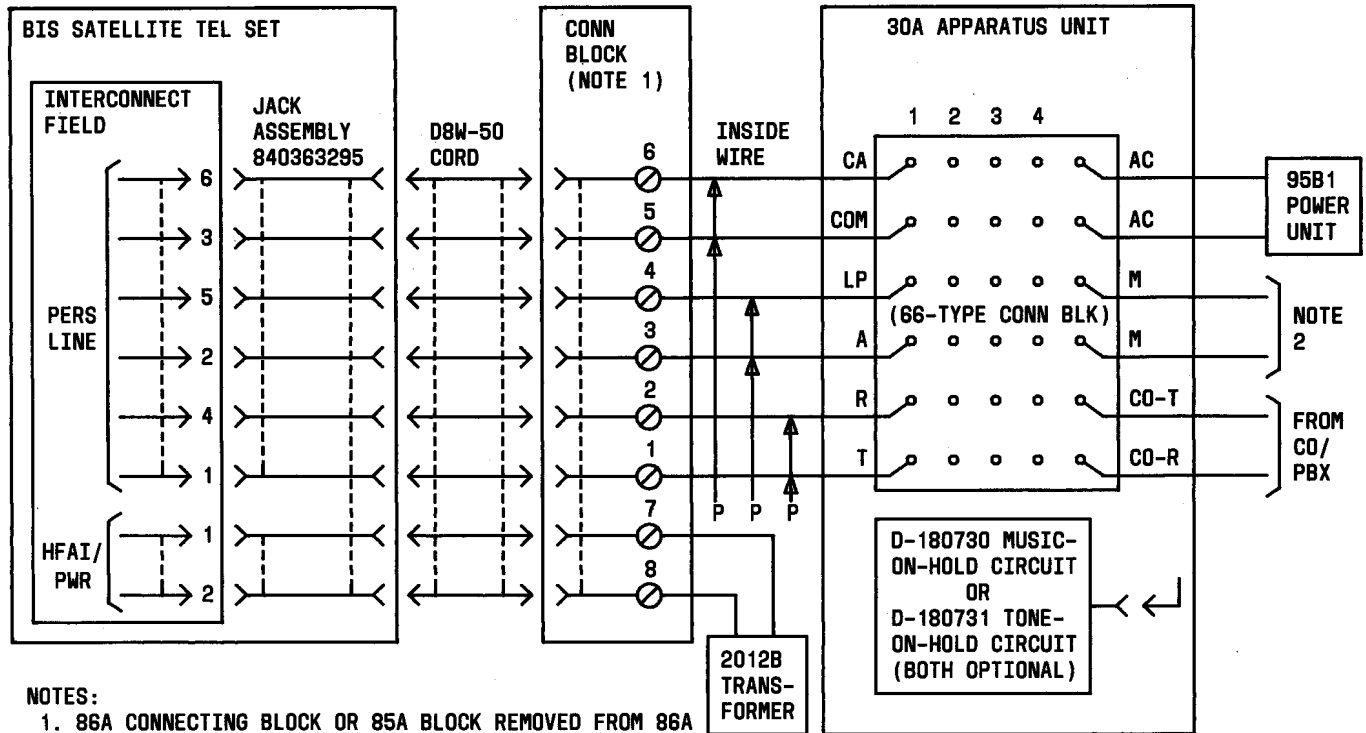 BIS SATELLITE TEL SET
INTERCONNECT
FIELD
JACK
ASSEMBLY
840363295
D8W-50
CORD
CONN
BLOCK
(NOTE 1)
INSIDE
WIRE
30A APPARATUS UNIT
1 2 3 4
PERS
LINE
6
3
5
2
4
1
HFAI/
PWR
1
2
6
5
4
3
2
1
7
8
P P P
CA
COM
LP
A
R
T
(66-TYPE CONN BLK)
AC
AC
M
M
CO-T
CO-R
95B1
POWER
UNIT
NOTE
2
FROM
CO/
PBX
D-180730 MUSIC-
ON-HOLD CIRCUIT
OR
D-180731 TONE-
ON-HOLD CIRCUIT
(BOTH OPTIONAL)
2012B
TRANS-
FORMER
NOTES:
1. 86A CONNECTING BLOCK OR 85A BLOCK REMOVED FROM 86A